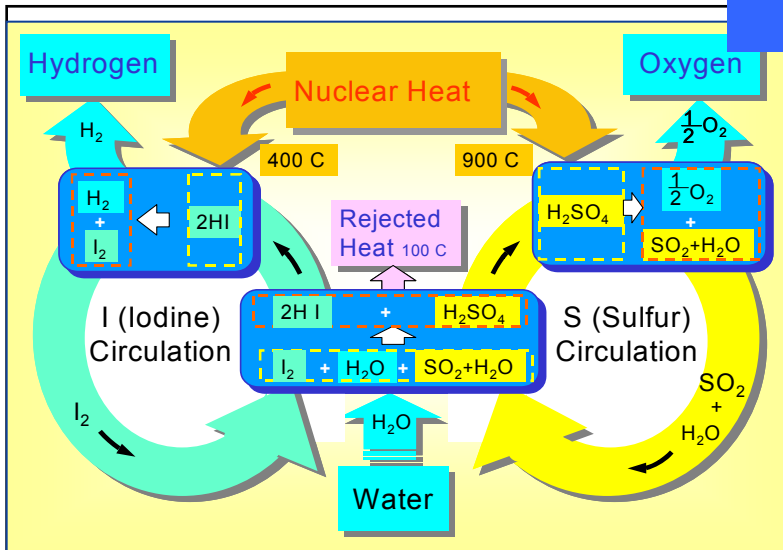 Hydrogen
Nuclear Heat
Oxygen
H₂
½O₂
400 C
900 C
H₂
+
I₂
2HI
H₂SO₄
½O₂
+
SO₂+H₂O
Rejected
Heat 100 C
2H I + H₂SO₄
I₂ + H₂O + SO₂+H₂O
I (Iodine)
Circulation
S (Sulfur)
Circulation
I₂
H₂O
SO₂
+
H₂O
Water